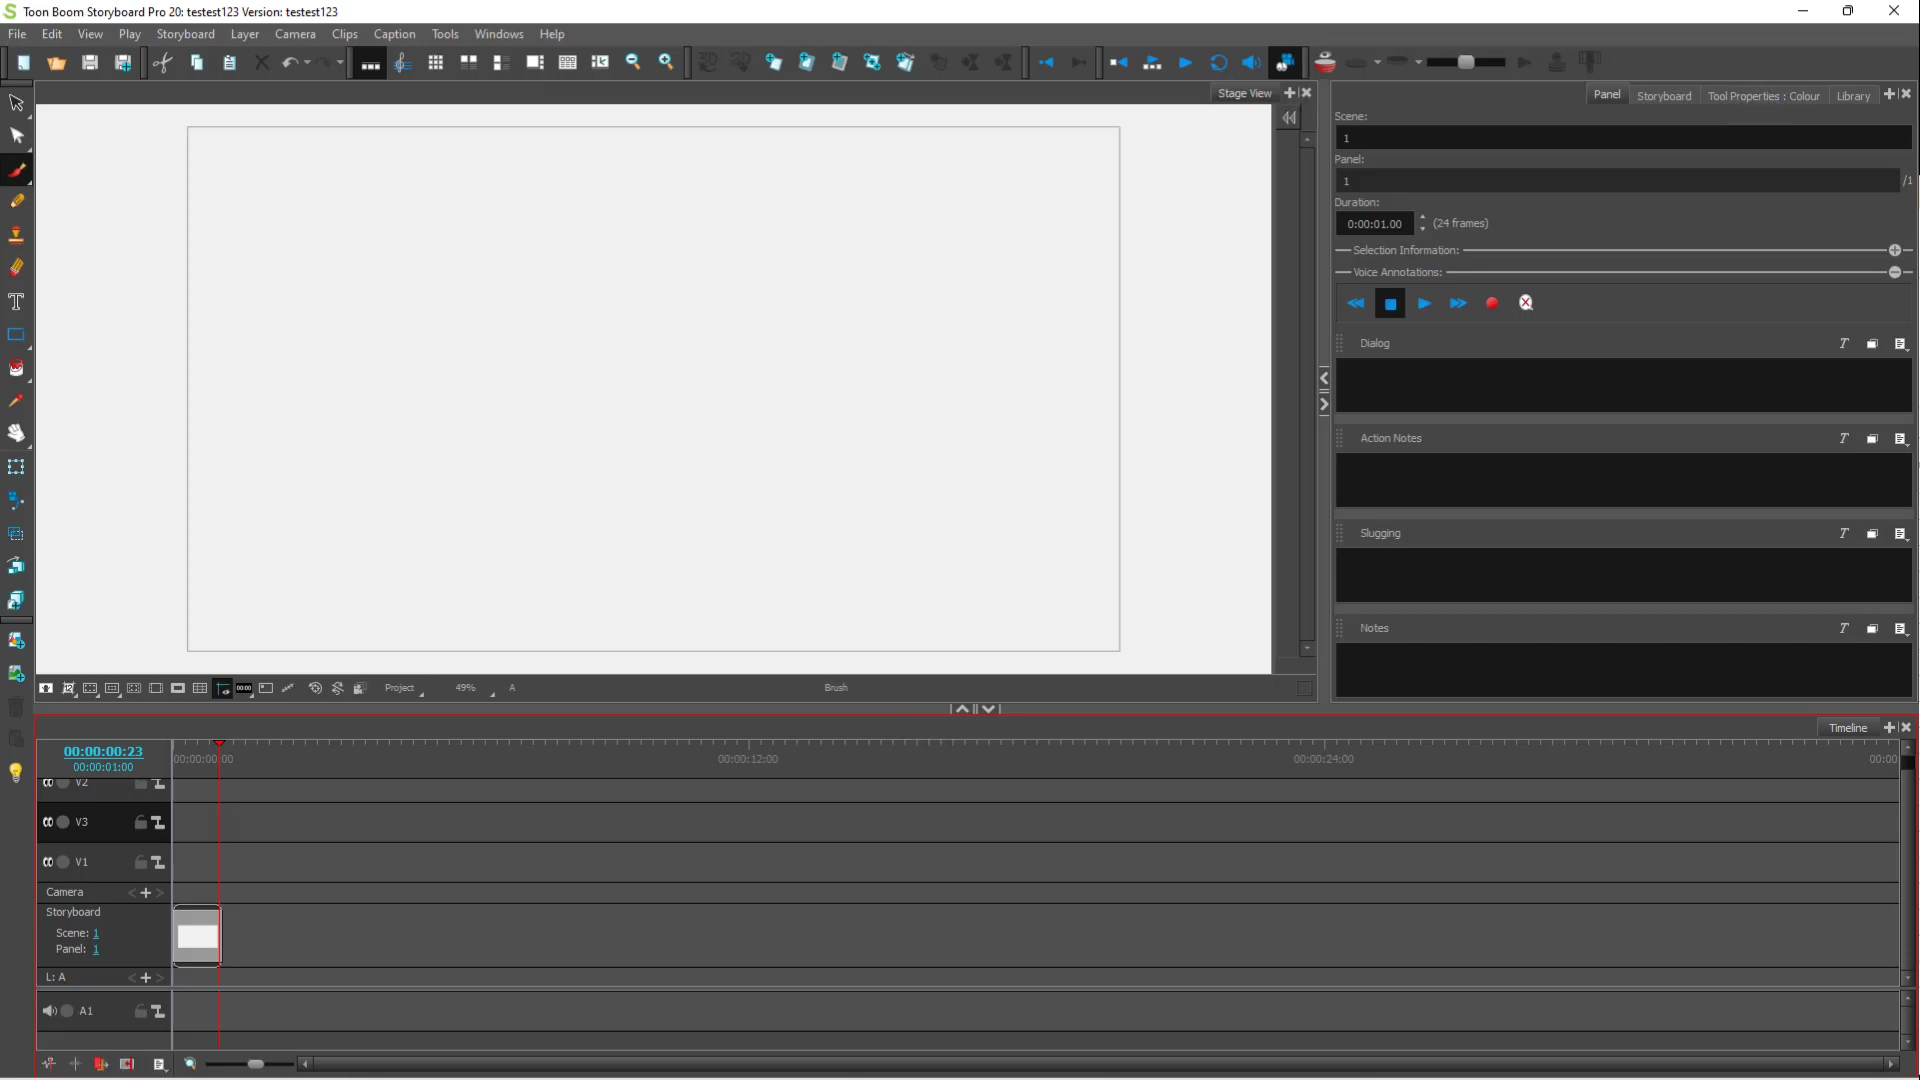 Toon Boom Storyboard Pro 20: testest123 Version: testest123
File Edit View Play Storyboard Layer Camera Clips Caption Tools Windows Help
Stage View
Panel Storyboard Tool Properties : Colour Library
Scene:
1
Panel:
1 /1
Duration:
0:00:01.00 (24 frames)
Selection Information:
Voice Annotations:
Dialog
Action Notes
Slugging
Notes
Project 49% A Brush
Timeline
00:00:00:23
00:00:01:00
00:00:00:00 00:00:12:00 00:00:24:00 00:00
V2
V3
V1
Camera
Storyboard
Scene: 1
Panel: 1
L: A
A1